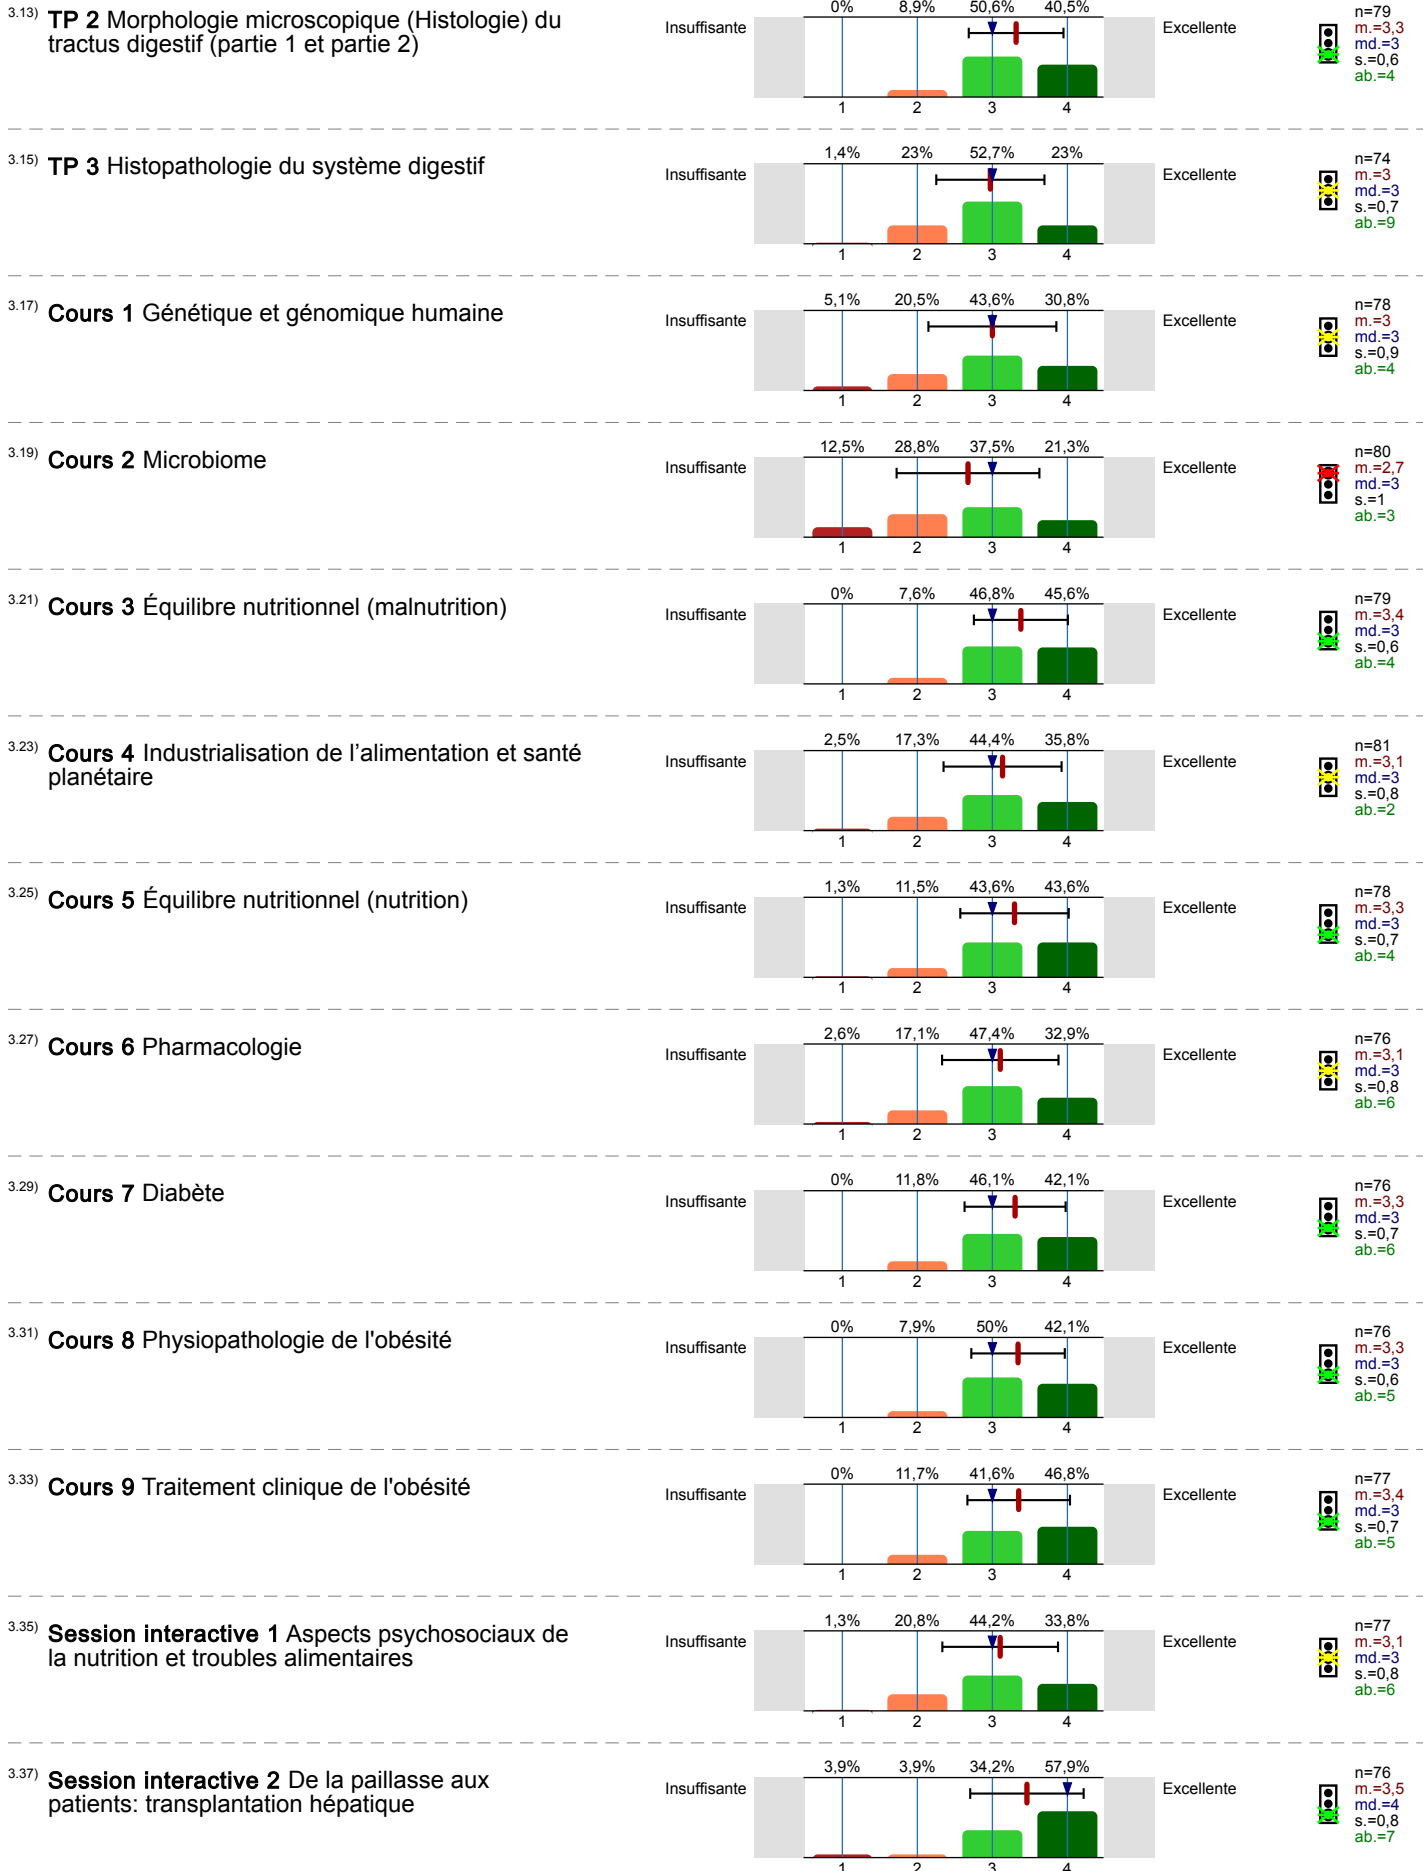 0% 8,9% 50,6% 40,5%
3.13) TP 2 Morphologie microscopique (Histologie) du
tractus digestif (partie 1 et partie 2)
Insuffisante
Excellente
1 2 3 4
n=79
m.=3,3
md.=3
s.=0,6
ab.=4
1,4% 23% 52,7% 23%
3.15) TP 3 Histopathologie du système digestif
Insuffisante
Excellente
1 2 3 4
n=74
m.=3
md.=3
s.=0,7
ab.=9
5,1% 20,5% 43,6% 30,8%
3.17) Cours 1 Génétique et génomique humaine
Insuffisante
Excellente
1 2 3 4
n=78
m.=3
md.=3
s.=0,9
ab.=4
12,5% 28,8% 37,5% 21,3%
3.19) Cours 2 Microbiome
Insuffisante
Excellente
1 2 3 4
n=80
m.=2,7
md.=3
s.=1
ab.=3
0% 7,6% 46,8% 45,6%
3.21) Cours 3 Équilibre nutritionnel (malnutrition)
Insuffisante
Excellente
1 2 3 4
n=79
m.=3,4
md.=3
s.=0,6
ab.=4
2,5% 17,3% 44,4% 35,8%
3.23) Cours 4 Industrialisation de l’alimentation et santé
planétaire
Insuffisante
Excellente
1 2 3 4
n=81
m.=3,1
md.=3
s.=0,8
ab.=2
1,3% 11,5% 43,6% 43,6%
3.25) Cours 5 Équilibre nutritionnel (nutrition)
Insuffisante
Excellente
1 2 3 4
n=78
m.=3,3
md.=3
s.=0,7
ab.=4
2,6% 17,1% 47,4% 32,9%
3.27) Cours 6 Pharmacologie
Insuffisante
Excellente
1 2 3 4
n=76
m.=3,1
md.=3
s.=0,8
ab.=6
0% 11,8% 46,1% 42,1%
3.29) Cours 7 Diabète
Insuffisante
Excellente
1 2 3 4
n=76
m.=3,3
md.=3
s.=0,7
ab.=6
0% 7,9% 50% 42,1%
3.31) Cours 8 Physiopathologie de l'obésité
Insuffisante
Excellente
1 2 3 4
n=76
m.=3,3
md.=3
s.=0,6
ab.=5
0% 11,7% 41,6% 46,8%
3.33) Cours 9 Traitement clinique de l'obésité
Insuffisante
Excellente
1 2 3 4
n=77
m.=3,4
md.=3
s.=0,7
ab.=5
1,3% 20,8% 44,2% 33,8%
3.35) Session interactive 1 Aspects psychosociaux de
la nutrition et troubles alimentaires
Insuffisante
Excellente
1 2 3 4
n=77
m.=3,1
md.=3
s.=0,8
ab.=6
3,9% 3,9% 34,2% 57,9%
3.37) Session interactive 2 De la paillasse aux
patients: transplantation hépatique
Insuffisante
Excellente
1 2 3 4
n=76
m.=3,5
md.=4
s.=0,8
ab.=7